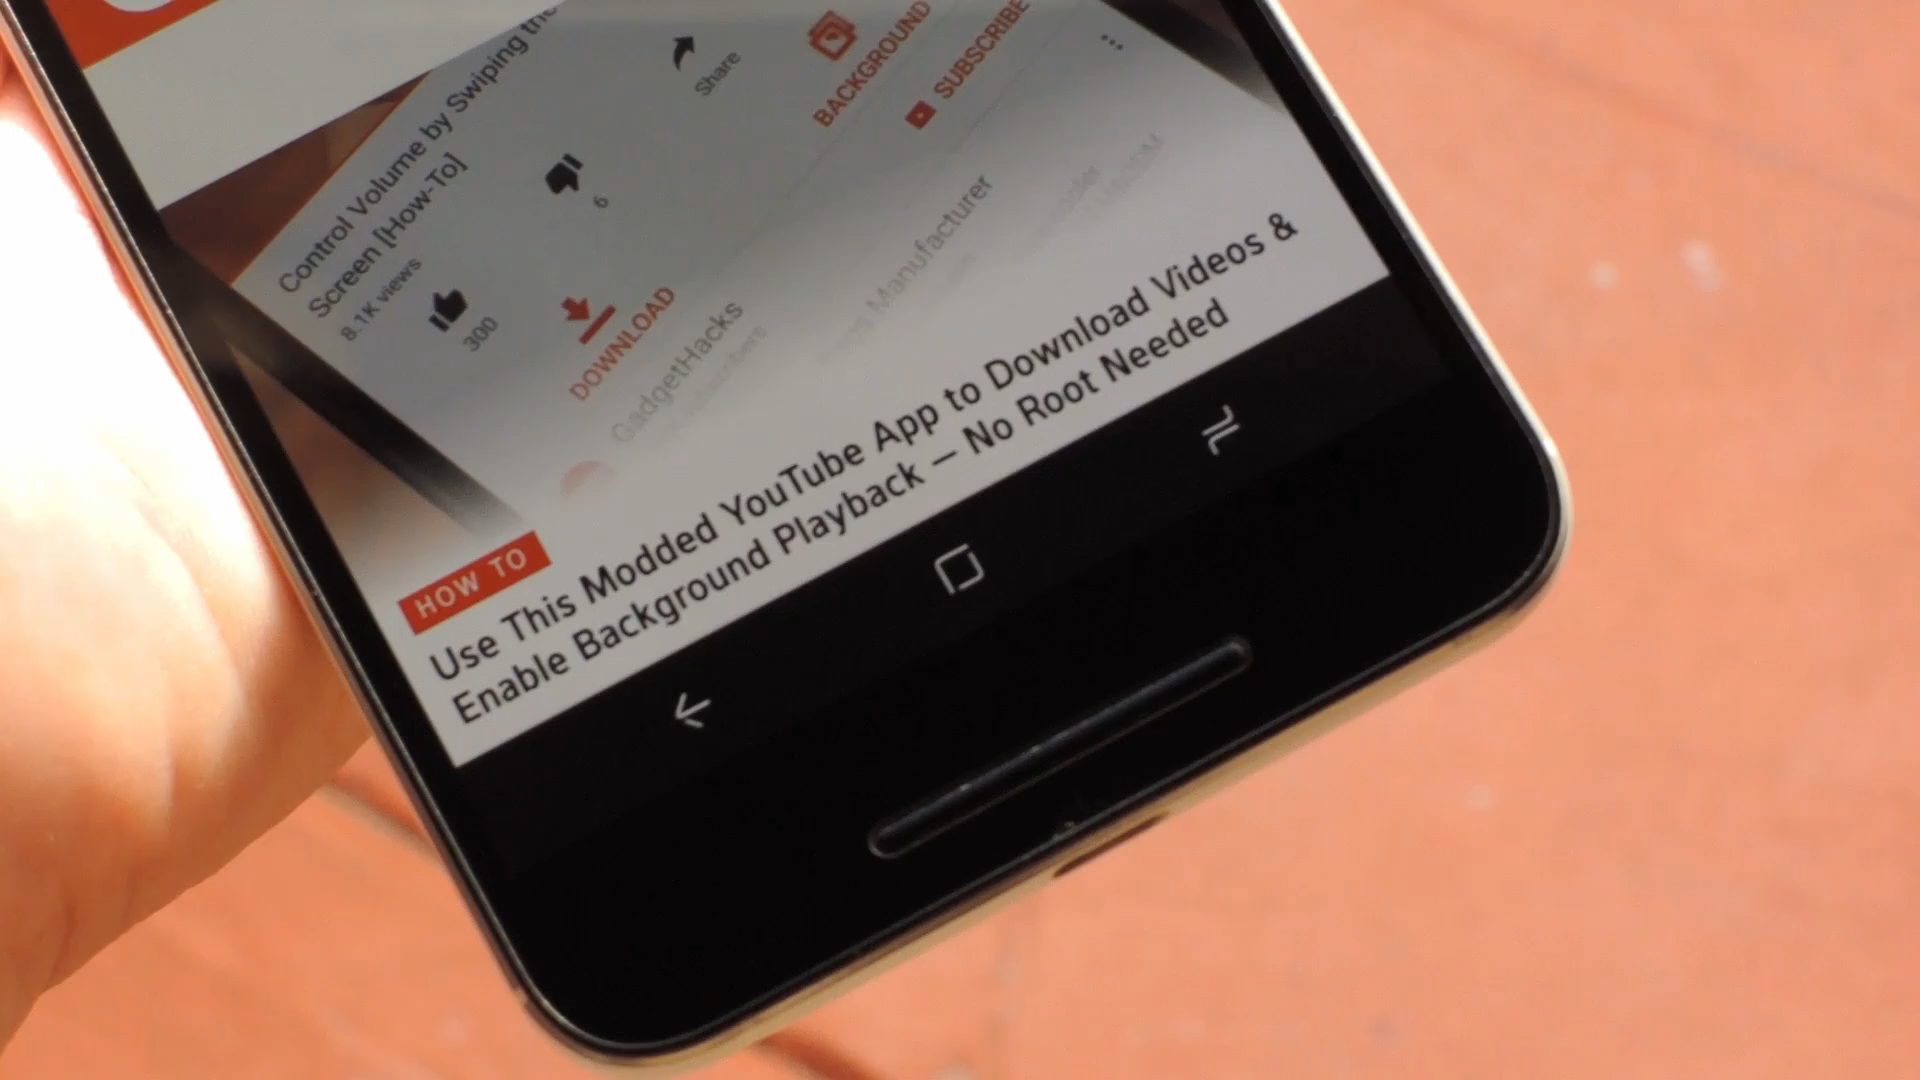 Control Volume by Swiping the
Screen [How-To]
8.1K views
300
6
Share
DOWNLOAD
BACKGROUND
GadgetHacks
SUBSCRIBE
Manufacturer
HOW TO
Use This Modded YouTube App to Download Videos &
Enable Background Playback — No Root Needed